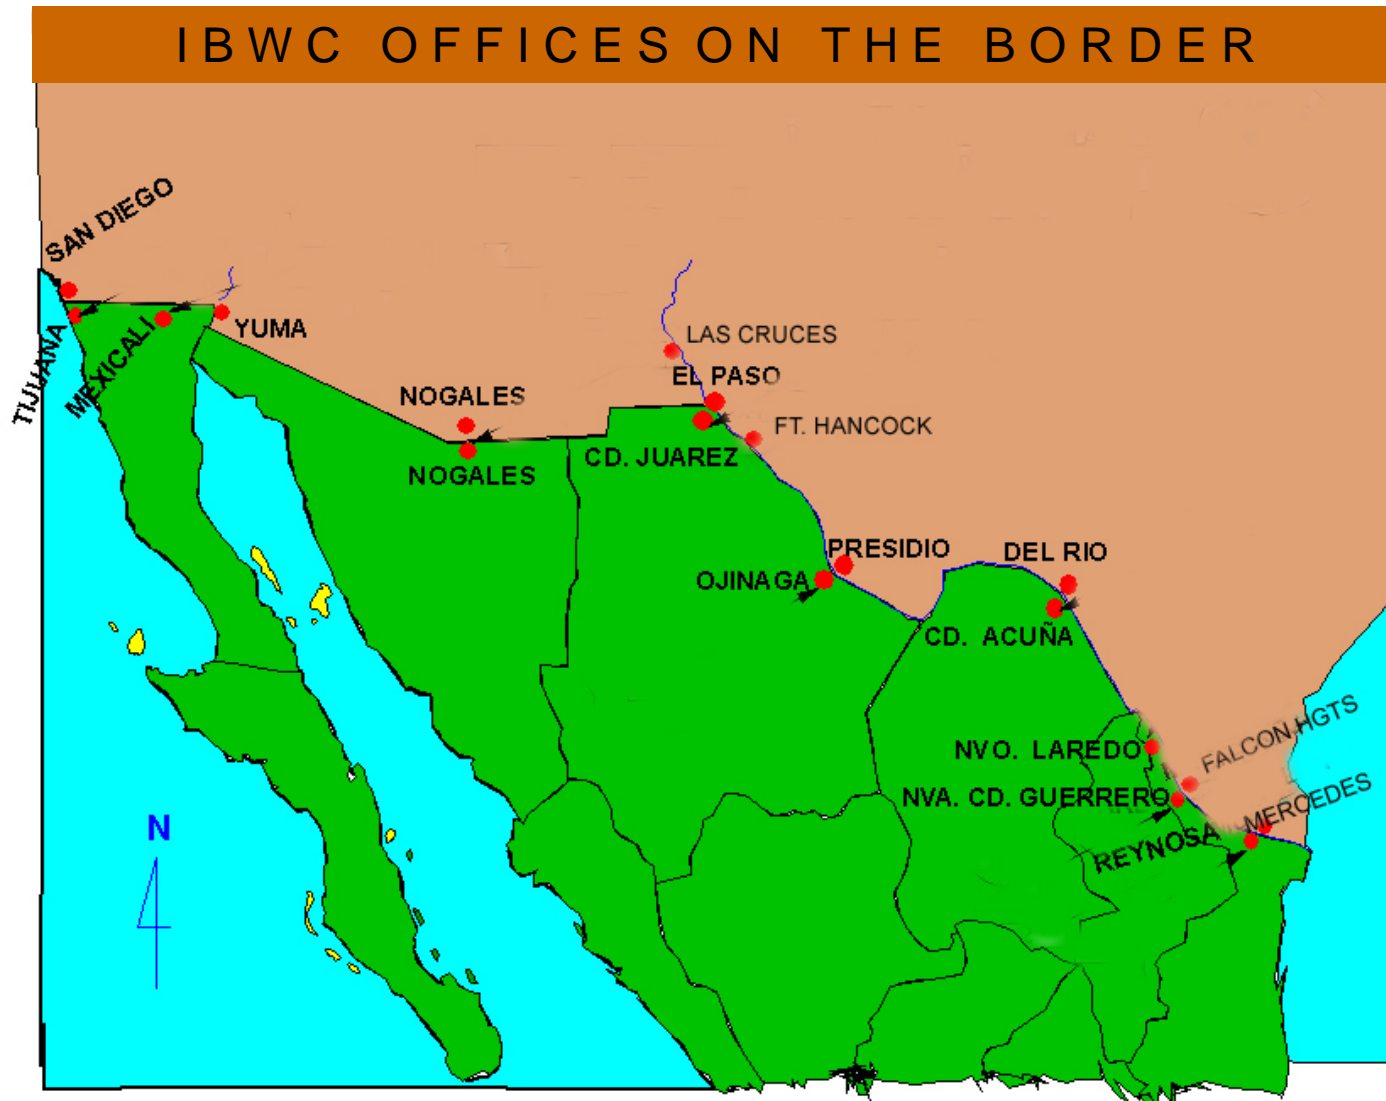 IBWC OFFICES ON THE BORDER
SAN DIEGO
TIJUANA
MEXICALI
YUMA
LAS CRUCES
EL PASO
NOGALES
FT. HANCOCK
CD. JUAREZ
NOGALES
PRESIDIO
DEL RIO
OJINAGA
CD. ACUÑA
FALCON HGTS
NVO. LAREDO
NVA. CD. GUERRERO
MERCEDES
REYNOSA
N